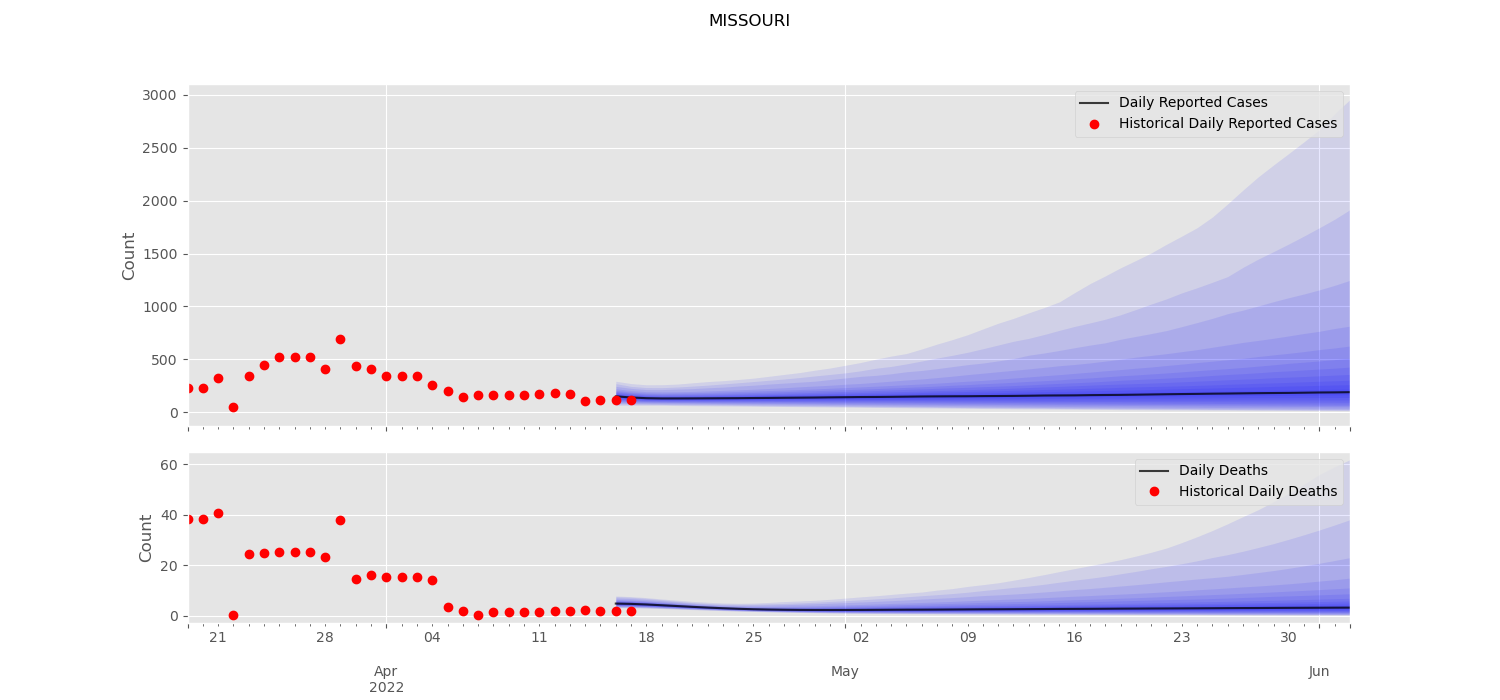 MISSOURI
3000
2500
2000
1500
1000
500
0
Count
Daily Reported Cases
Historical Daily Reported Cases
60
40
20
0
Count
Daily Deaths
Historical Daily Deaths
21 28 04 11 18 25 02 09 16 23 30
Apr May Jun
2022